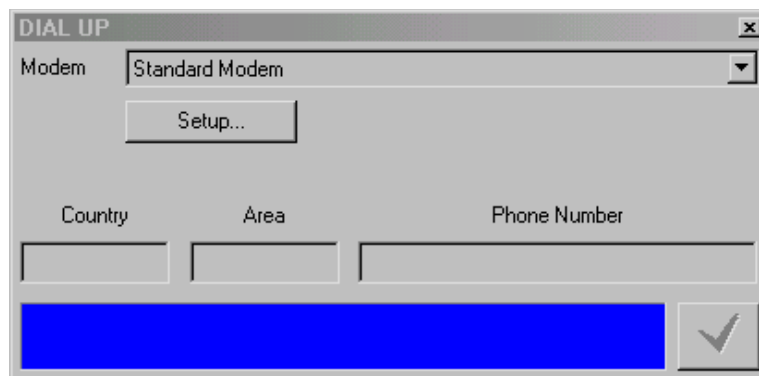 DIAL UP
Modem Standard Modem
Setup...
Country Area Phone Number